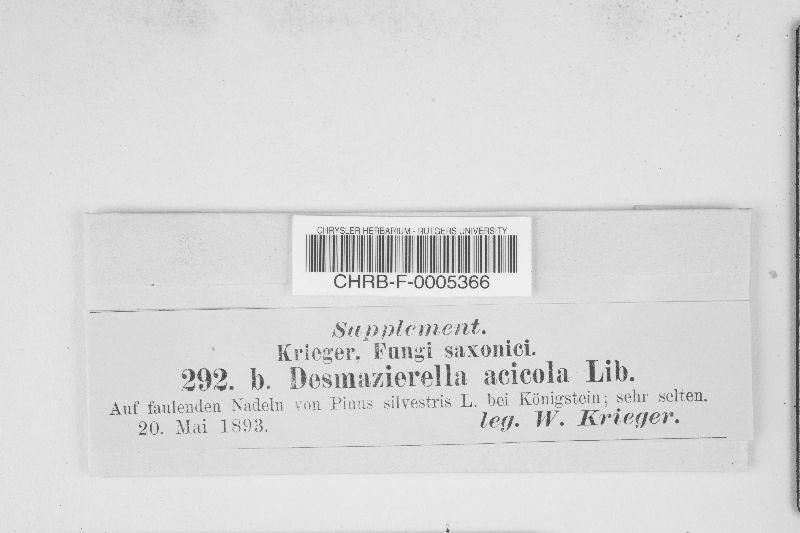 CHRYSLER HERBARIUM - RUTGERS UNIVERSITY
CHRB-F-0005366
Supplement.
Krieger, Fungi saxonici.
292. b. Desmazierella acicola Lib.
Auf faulenden Nadeln von Pinus silvestris L. bei Königstein; sehr selten.
20. Mai 1893. leg. W. Krieger.